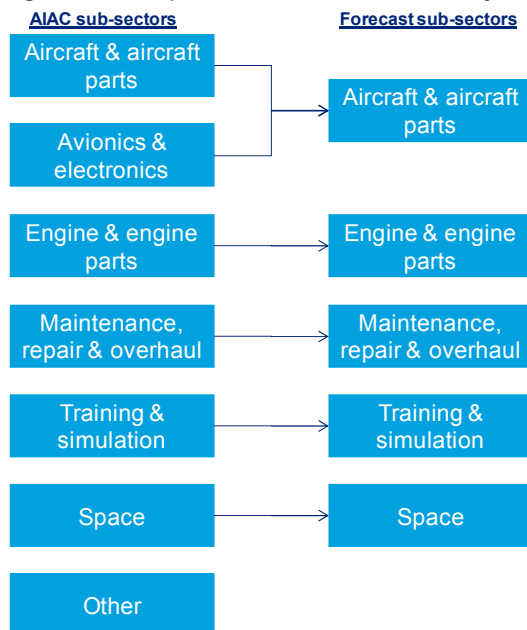 AIAC sub-sectors
Forecast sub-sectors
Aircraft & aircraft
parts
Aircraft & aircraft
parts
Avionics &
electronics
Engine & engine
parts
Engine & engine
parts
Maintenance,
repair & overhaul
Maintenance,
repair & overhaul
Training &
simulation
Training &
simulation
Space
Space
Other